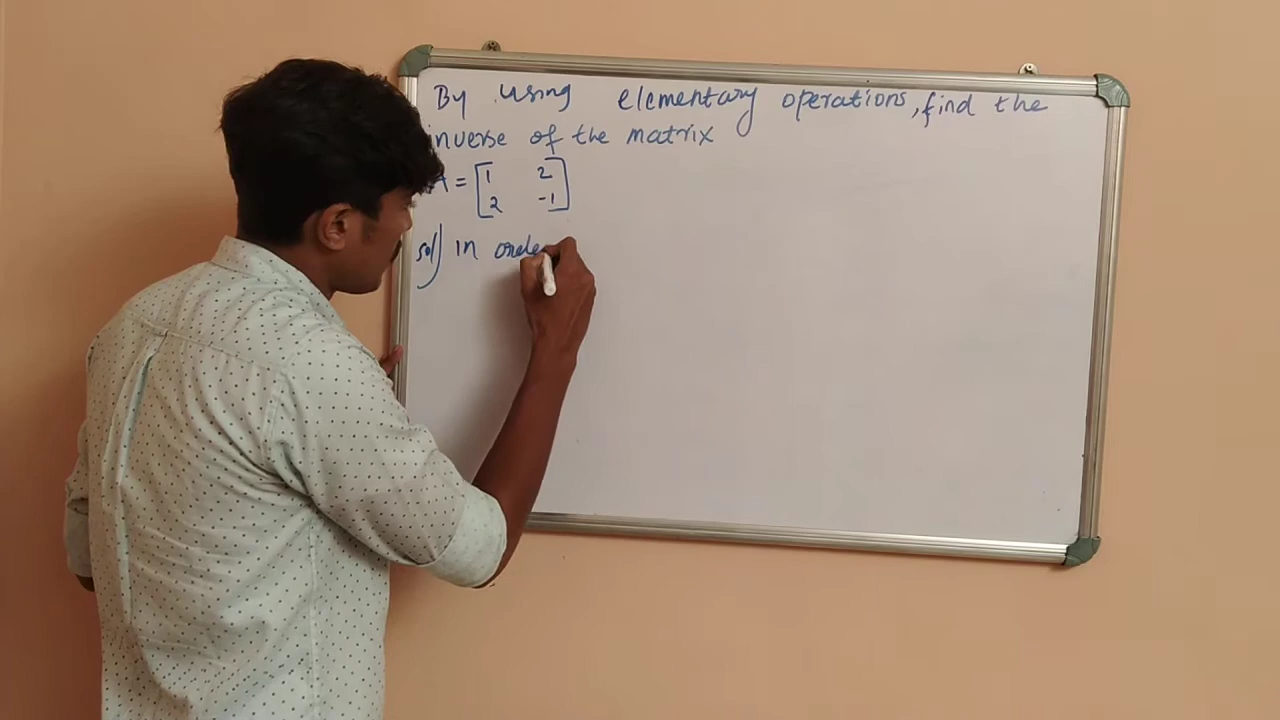 By using elementary operations, find the
inverse of the matrix
A = [1 2
2 -1]
sol) in orde